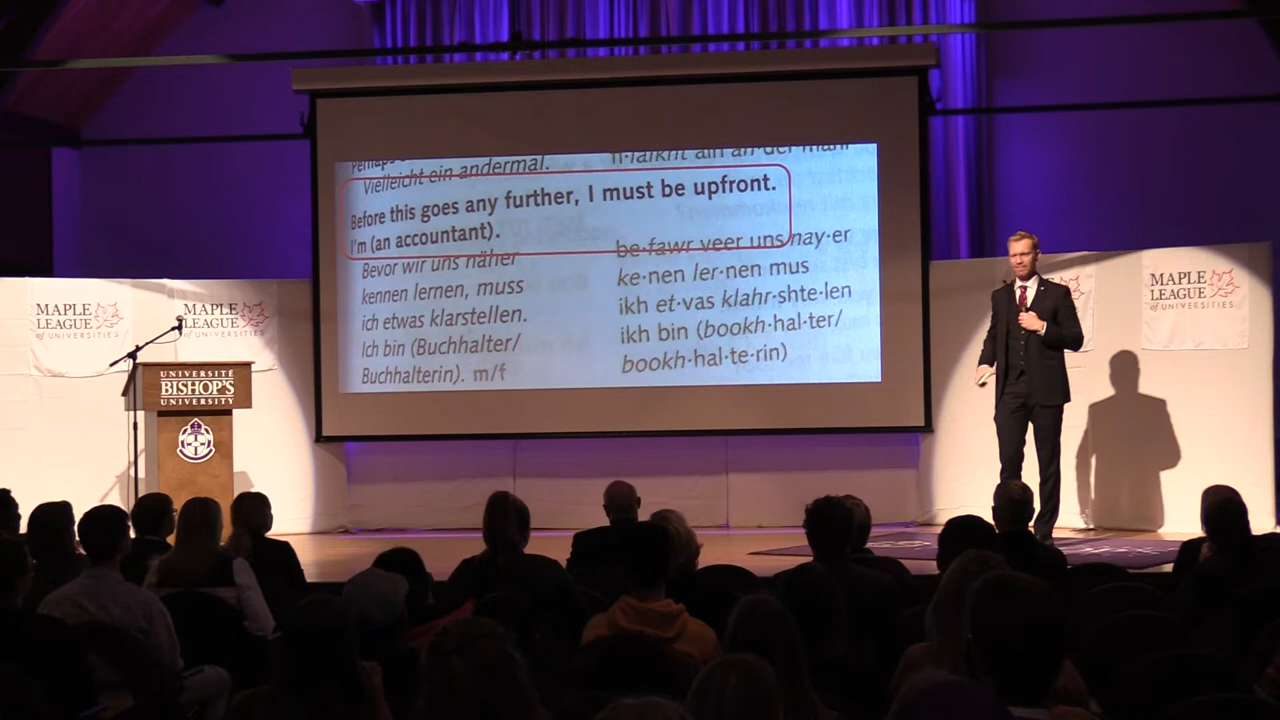 Vielleicht ein andermal.
Before this goes any further, I must be upfront.
I'm (an accountant).
Bevor wir uns näher
kennen lernen, muss
ich etwas klarstellen.
Ich bin (Buchhalter/
Buchhalterin). m/f
be·fawr veer uns nay·er
ke·nen ler·nen mus
ikh et·vas klahr·shte·len
ikh bin (bookh·hal·ter/
bookh·hal·te·rin)
MAPLE
LEAGUE
of UNIVERSITIES
MAPLE
LEAGUE
of UNIVERSITIES
MAPLE
LEAGUE
of UNIVERSITIES
UNIVERSITÉ
BISHOP'S
UNIVERSITY